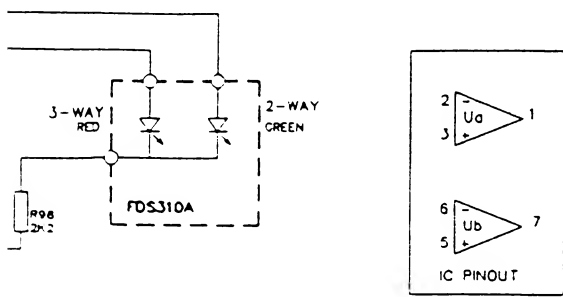 3-WAY
RED
2-WAY
GREEN
FDS310A
R98
2K2
2
-
Ua
1
3
+
6
-
Ub
7
5
+
IC PINOUT